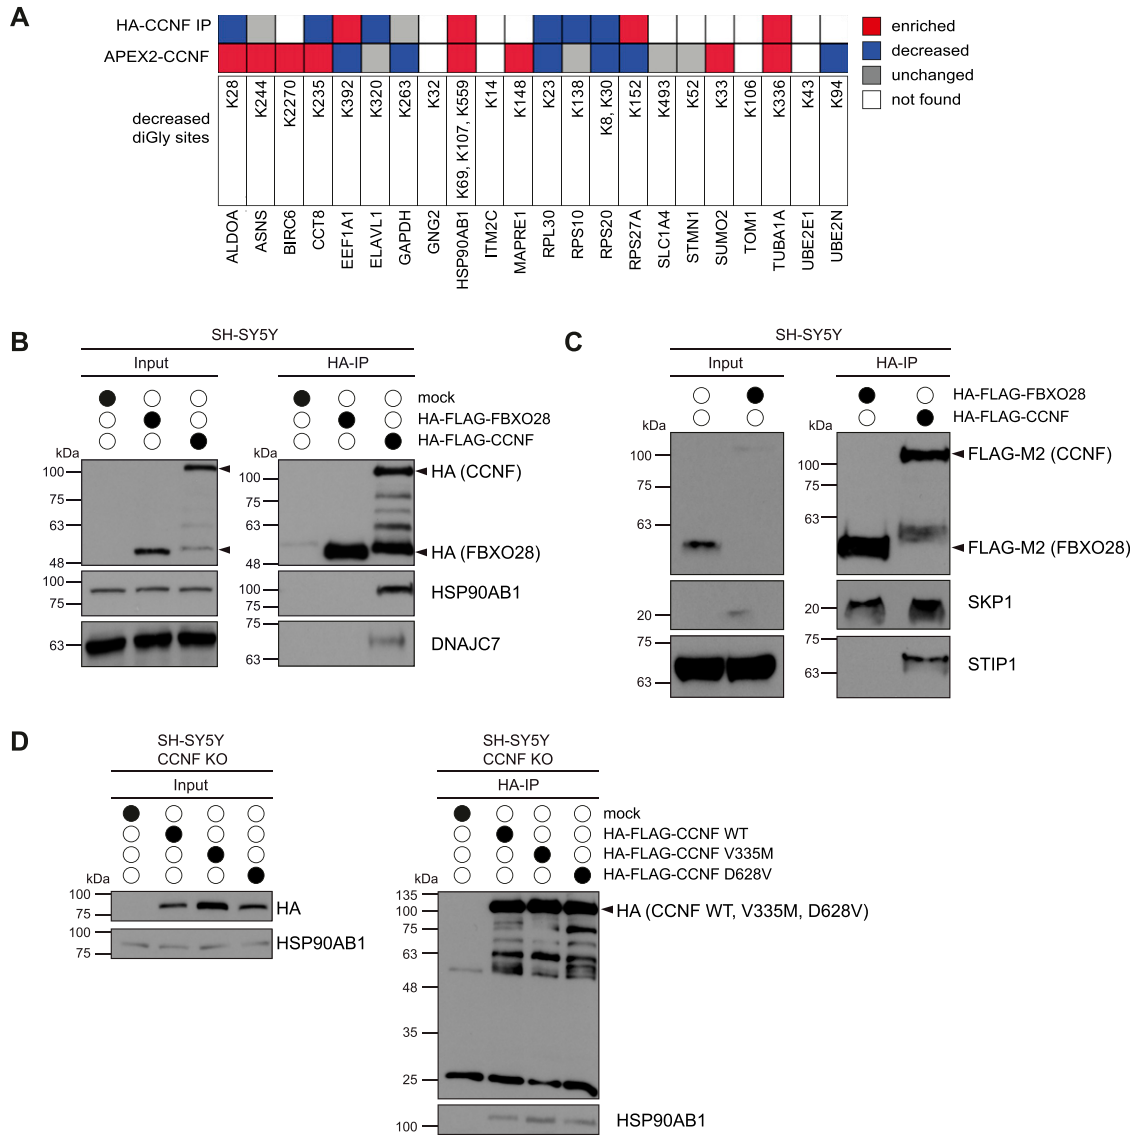 A
HA-CCNF IP
APEX2-CCNF
enriched
decreased
unchanged
not found
decreased
diGly sites
K28
K244
K2270
K235
K392
K320
K263
K32
K69, K107, K559
K14
K148
K23
K138
K8, K30
K152
K493
K52
K33
K106
K336
K43
K94
ALDOA
ASNS
BIRC6
CCT8
EEF1A1
ELAVL1
GAPDH
GNG2
HSP90AB1
ITM2C
MAPRE1
RPL30
RPS10
RPS20
RPS27A
SLC1A4
STMN1
SUMO2
TOM1
TUBA1A
UBE2E1
UBE2N
B
SH-SY5Y
Input
HA-IP
mock
HA-FLAG-FBXO28
HA-FLAG-CCNF
kDa
100
75
63
48
kDa
100
75
63
48
HA (CCNF)
HA (FBXO28)
100
75
100
75
HSP90AB1
63
75
63
DNAJC7
C
SH-SY5Y
Input
HA-IP
HA-FLAG-FBXO28
HA-FLAG-CCNF
kDa
100
75
63
kDa
100
75
63
FLAG-M2 (CCNF)
FLAG-M2 (FBXO28)
20
20
SKP1
75
63
75
63
STIP1
D
SH-SY5Y
CCNF KO
Input
kDa
100
75
HA
100
75
HSP90AB1
SH-SY5Y
CCNF KO
HA-IP
mock
HA-FLAG-CCNF WT
HA-FLAG-CCNF V335M
HA-FLAG-CCNF D628V
kDa
135
100
75
63
48
35
25
HA (CCNF WT, V335M, D628V)
100
HSP90AB1